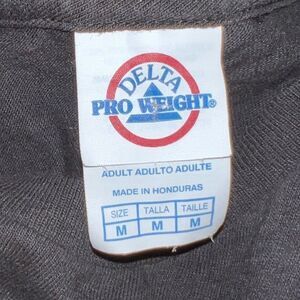 DELTA
PRO WEIGHT®
ADULT ADULTO ADULTE
MADE IN HONDURAS
SIZE TALLA TAILLE
M M M